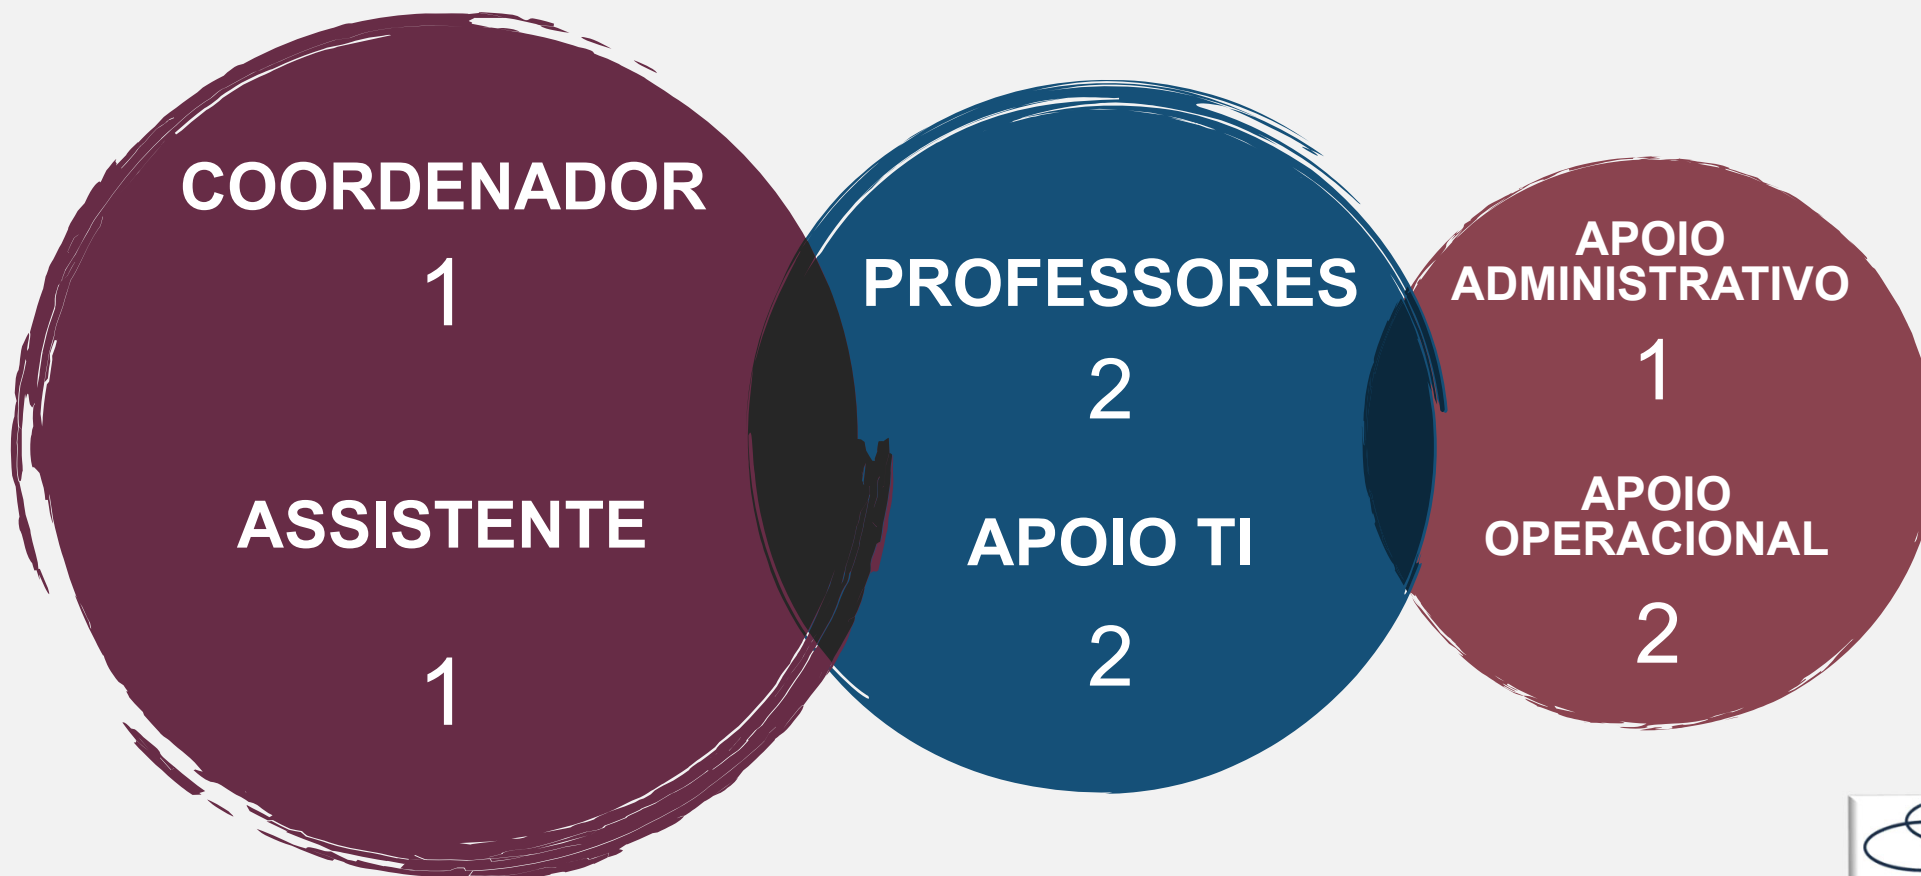 COORDENADOR
1
ASSISTENTE
1
PROFESSORES
2
APOIO TI
2
APOIO
ADMINISTRATIVO
1
APOIO
OPERACIONAL
2